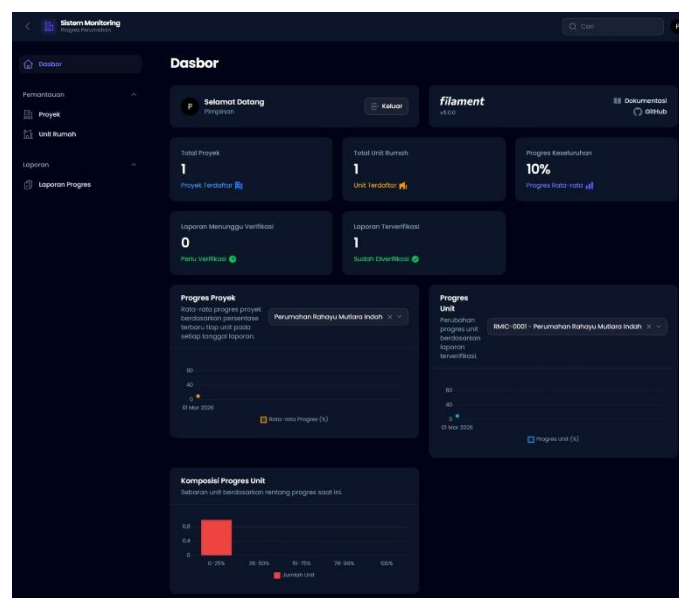 Sistem Monitoring
Progres Perumahan
Cari
P
Dasbor
Pemantauan
Proyek
Unit Rumah
Laporan
Laporan Progres
Dasbor
P
Selamat Datang
Pimpinan
Keluar
filament
v5.0.0
Dokumentasi
GitHub
Total Proyek
1
Proyek Terdaftar
Total Unit Rumah
1
Unit Terdaftar
Progres Keseluruhan
10%
Progres Rata-rata
Laporan Menunggu Verifikasi
0
Perlu Verifikasi
Laporan Terverifikasi
1
Sudah Diverifikasi
Progres Proyek
Rata-rata progres proyek
berdasarkan persentase
terbaru tiap unit pada
setiap tanggal laporan.
Perumahan Rahayu Mutiara Indah
80
40
0
01 Mar 2026
Rata-rata Progres (%)
Progres
Unit
Perubahan
progres unit
berdasarkan
laporan
terverifikasi.
RMIC-0001 - Perumahan Rahayu Mutiara Indah
80
40
0
01 Mar 2026
Progres Unit (%)
Komposisi Progres Unit
Sebaran unit berdasarkan rentang progres saat ini.
0,8
0,4
0
0-25% 26-50% 51-75% 76-99% 100%
Jumlah Unit